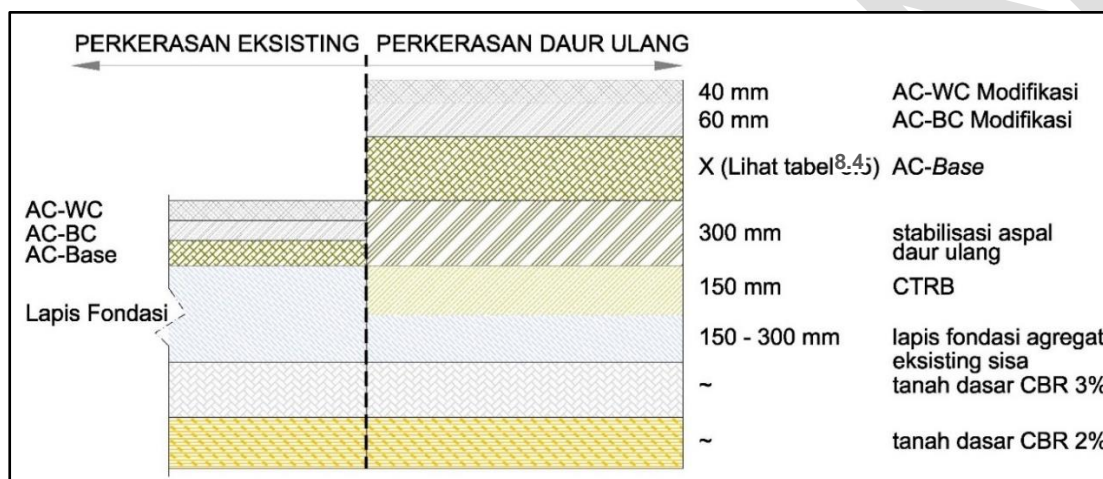 PERKERASAN EKSISTING PERKERASAN DAUR ULANG
40 mm AC-WC Modifikasi
60 mm AC-BC Modifikasi
X (Lihat tabel 8.4) AC-Base
AC-WC
AC-BC
AC-Base
300 mm stabilisasi aspal
daur ulang
150 mm CTRB
Lapis Fondasi
150 - 300 mm lapis fondasi agregat
eksisting sisa
~ tanah dasar CBR 3%
~ tanah dasar CBR 2%